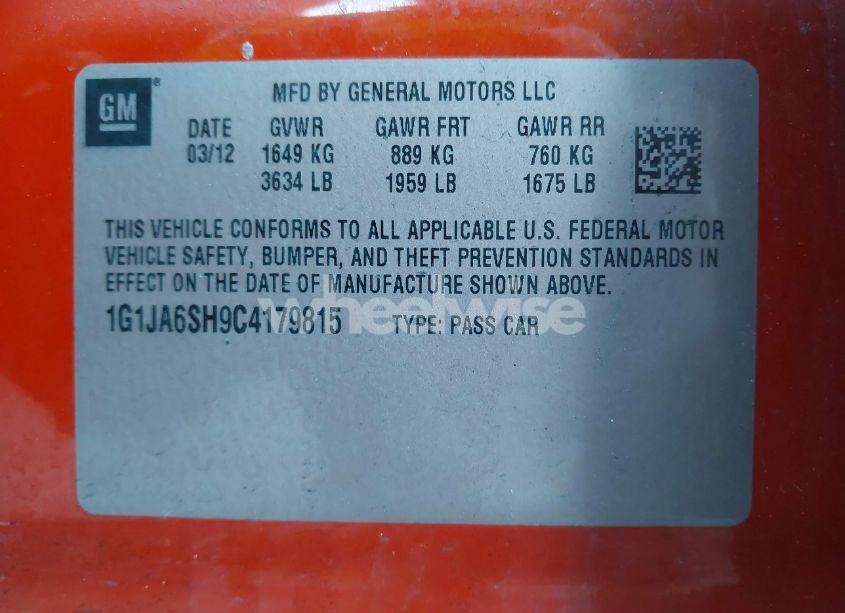 GM
MFD BY GENERAL MOTORS LLC
DATE GVWR GAWR FRT GAWR RR
03/12 1649 KG 889 KG 760 KG
3634 LB 1959 LB 1675 LB
THIS VEHICLE CONFORMS TO ALL APPLICABLE U.S. FEDERAL MOTOR
VEHICLE SAFETY, BUMPER, AND THEFT PREVENTION STANDARDS IN
EFFECT ON THE DATE OF MANUFACTURE SHOWN ABOVE.
1G1JA6SH9C4179815 TYPE: PASS CAR
wheelwise